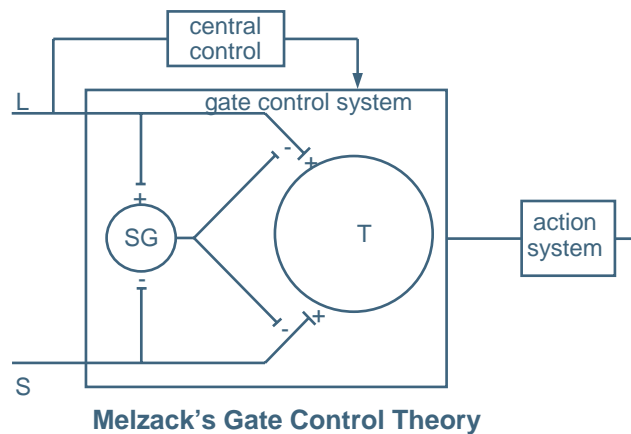 central
control
L
gate control system
-
+
+
SG
T
action
system
-
-
+
S
Melzack's Gate Control Theory